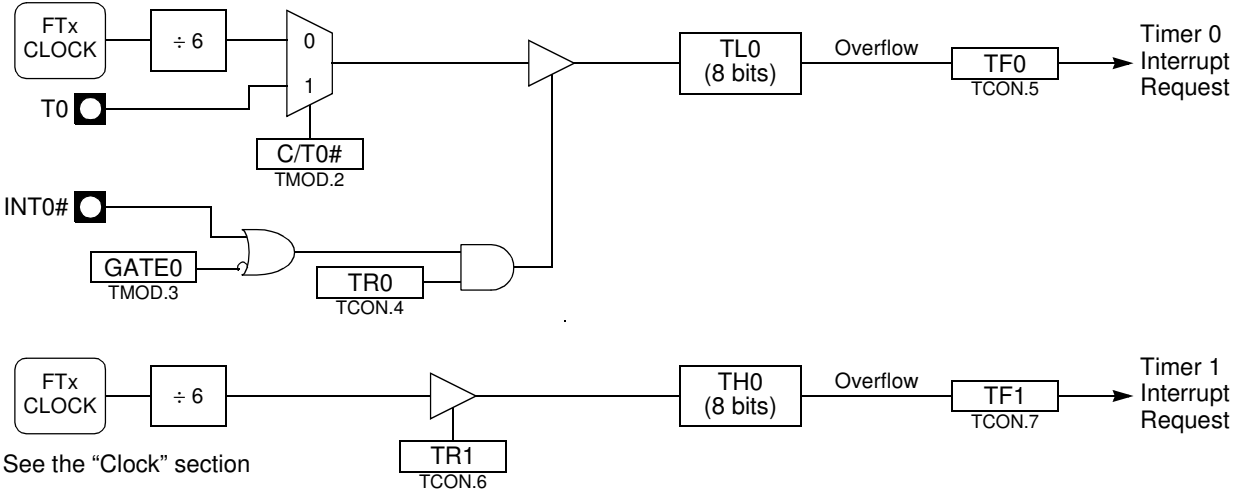 FTx
CLOCK
÷ 6
0
1
T0
C/T0#
TMOD.2
INT0#
GATE0
TMOD.3
TR0
TCON.4
TL0
(8 bits)
Overflow
TF0
TCON.5
Timer 0
Interrupt
Request
FTx
CLOCK
÷ 6
TR1
TCON.6
TH0
(8 bits)
Overflow
TF1
TCON.7
Timer 1
Interrupt
Request
See the “Clock” section